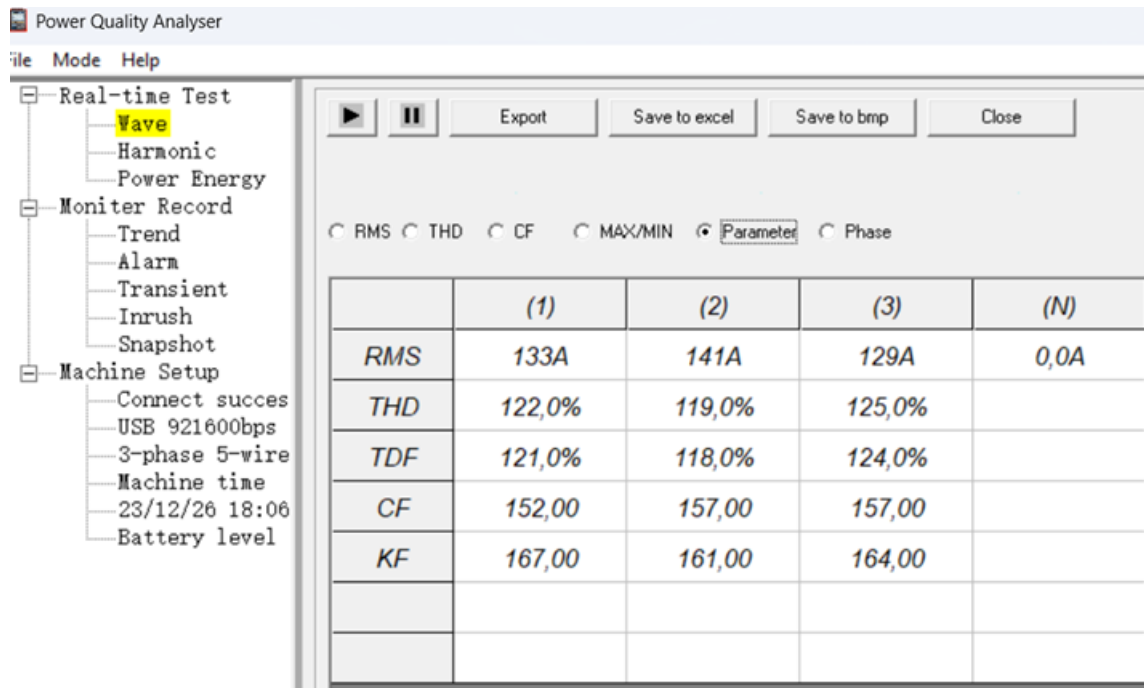 Power Quality Analyser
File Mode Help
Real-time Test
Wave
Harmonic
Power Energy
Moniter Record
Trend
Alarm
Transient
Inrush
Snapshot
Machine Setup
Connect succes
USB 921600bps
3-phase 5-wire
Machine time
23/12/26 18:06
Battery level
Export Save to excel Save to bmp Close
RMS THD CF MAX/MIN Parameter Phase
(1) (2) (3) (N)
RMS 133A 141A 129A 0,0A
THD 122,0% 119,0% 125,0%
TDF 121,0% 118,0% 124,0%
CF 152,00 157,00 157,00
KF 167,00 161,00 164,00